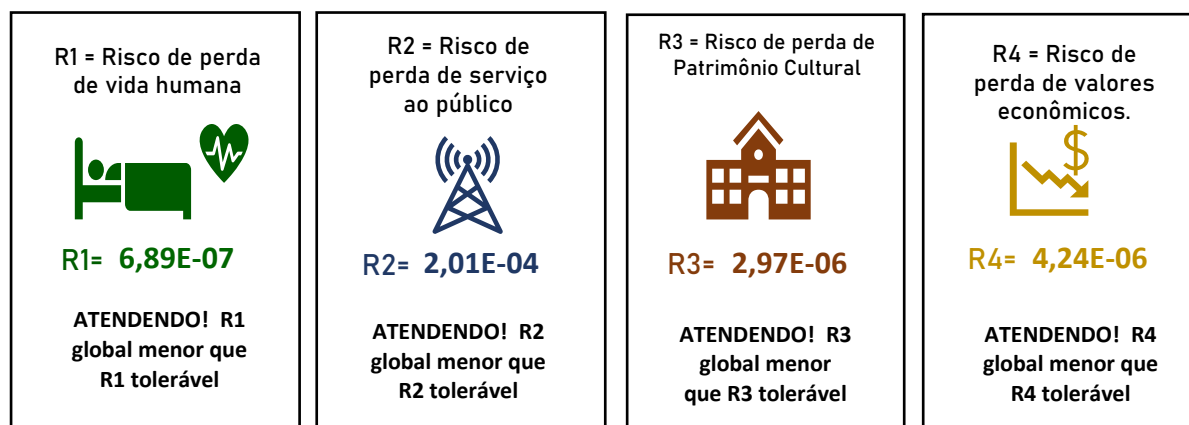 R1 = Risco de perda
de vida humana
R1= 6,89E-07
ATENDENDO! R1
global menor que
R1 tolerável
R2 = Risco de
perda de serviço
ao público
R2= 2,01E-04
ATENDENDO! R2
global menor que
R2 tolerável
R3 = Risco de perda de
Patrimônio Cultural
R3= 2,97E-06
ATENDENDO! R3
global menor
que R3 tolerável
R4 = Risco de
perda de valores
econômicos.
$
R4= 4,24E-06
ATENDENDO! R4
global menor que
R4 tolerável